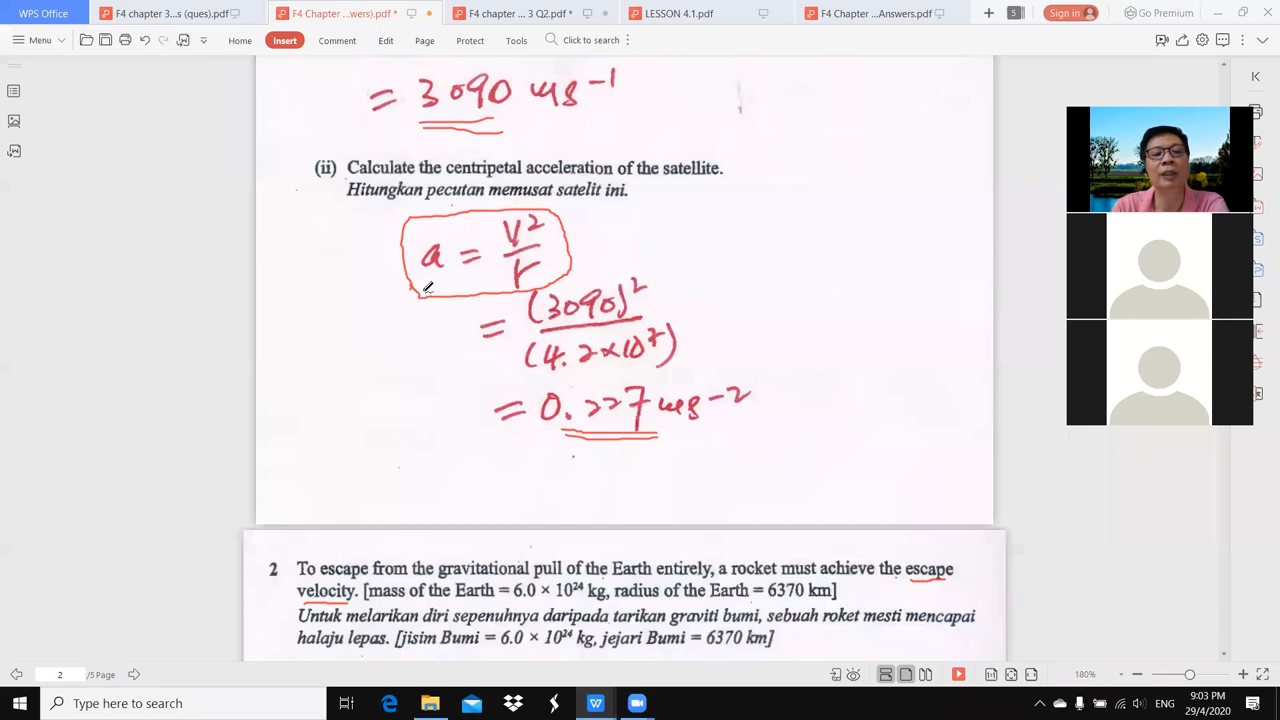 WPS Office
F4 chapter 3...s (ques).pdf
F4 Chapter ...wers).pdf *
F4 chapter ... 3 Q2.pdf *
LESSON 4.1.pdf
F4 Chapter ...Answers.pdf
S
Sign in
Go Premium
Menu
Home
Insert
Comment
Edit
Page
Protect
Tools
Click to search
= 3090 ms⁻¹
(ii) Calculate the centripetal acceleration of the satellite.
Hitungkan pecutan memusat satelit ini.
a = V²/r
= (3090)²/(4.2×10⁷)
= 0.227 ms⁻²
2 To escape from the gravitational pull of the Earth entirely, a rocket must achieve the escape
velocity. [mass of the Earth = 6.0 × 10²⁴ kg, radius of the Earth = 6370 km]
Untuk melarikan diri sepenuhnya daripada tarikan graviti bumi, sebuah roket mesti mencapai
halaju lepas. [jisim Bumi = 6.0 × 10²⁴ kg, jejari Bumi = 6370 km]
2 /5 Page
180%
Type here to search
ENG
9:03 PM
29/4/2020